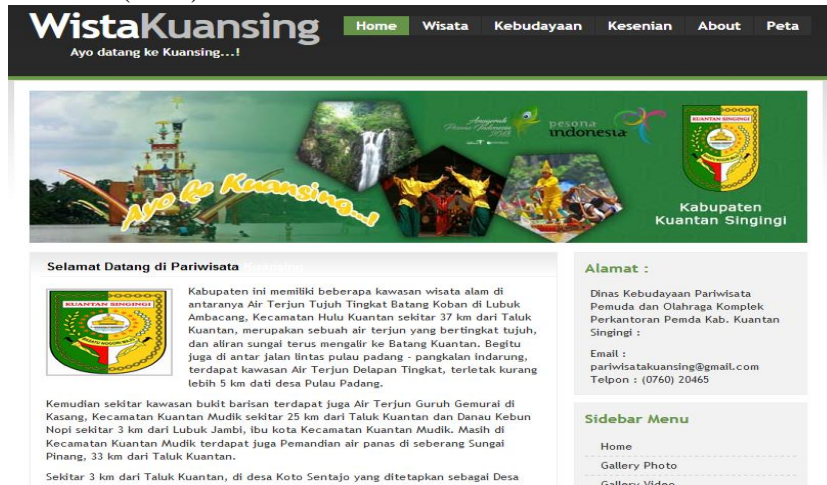 WistaKuansing
Ayo datang ke Kuansing...!
Home Wisata Kebudayaan Kesenian About Peta
Ayo Ke Kuansing...!
pesona
indonesia
KUANTAN SINGINGI
Kabupaten
Kuantan Singingi
Selamat Datang di Pariwisata Kuansing
KUANTAN SINGINGI
Kabupaten ini memiliki beberapa kawasan wisata alam di
antaranya Air Terjun Tujuh Tingkat Batang Koban di Lubuk
Ambacang, Kecamatan Hulu Kuantan sekitar 37 km dari Taluk
Kuantan, merupakan sebuah air terjun yang bertingkat tujuh,
dan aliran sungai terus mengalir ke Batang Kuantan. Begitu
juga di antar jalan lintas pulau padang - pangkalan indarung,
terdapat kawasan Air Terjun Delapan Tingkat, terletak kurang
lebih 5 km dati desa Pulau Padang.
Kemudian sekitar kawasan bukit barisan terdapat juga Air Terjun Guruh Gemurai di
Kasang, Kecamatan Kuantan Mudik sekitar 25 km dari Taluk Kuantan dan Danau Kebun
Nopi sekitar 3 km dari Lubuk Jambi, ibu kota Kecamatan Kuantan Mudik. Masih di
Kecamatan Kuantan Mudik terdapat juga Pemandian air panas di seberang Sungai
Pinang, 33 km dari Taluk Kuantan.
Sekitar 3 km dari Taluk Kuantan, di desa Koto Sentajo yang ditetapkan sebagai Desa
Alamat :
Dinas Kebudayaan Pariwisata
Pemuda dan Olahraga Komplek
Perkantoran Pemda Kab. Kuantan
Singingi :
Email :
pariwisatakuansing@gmail.com
Telpon : (0760) 20465
Sidebar Menu
Home
Gallery Photo
Gallery Video